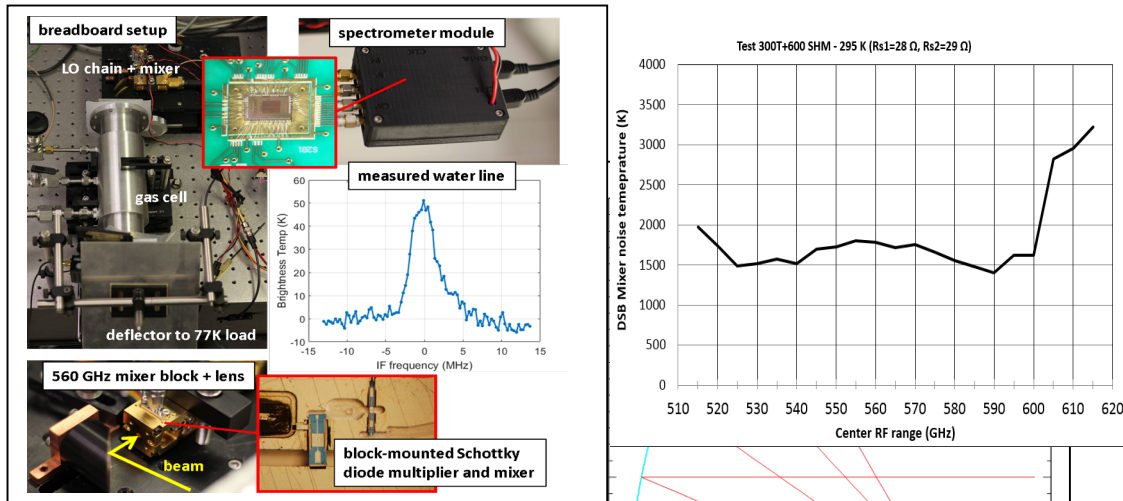 breadboard setup
LO chain + mixer
gas cell
deflector to 77K load
spectrometer module
measured water line
Brightness Temp (K)
60
50
40
30
20
10
0
-10
-15
-10
-5
0
5
10
15
IF frequency (MHz)
560 GHz mixer block + lens
beam
block-mounted Schottky
diode multiplier and mixer
Test 300T+600 SHM - 295 K (Rs1=28 Ω, Rs2=29 Ω)
DSB Mixer noise temeprature (K)
4000
3500
3000
2500
2000
1500
1000
500
0
510 520 530 540 550 560 570 580 590 600 610 620
Center RF range (GHz)